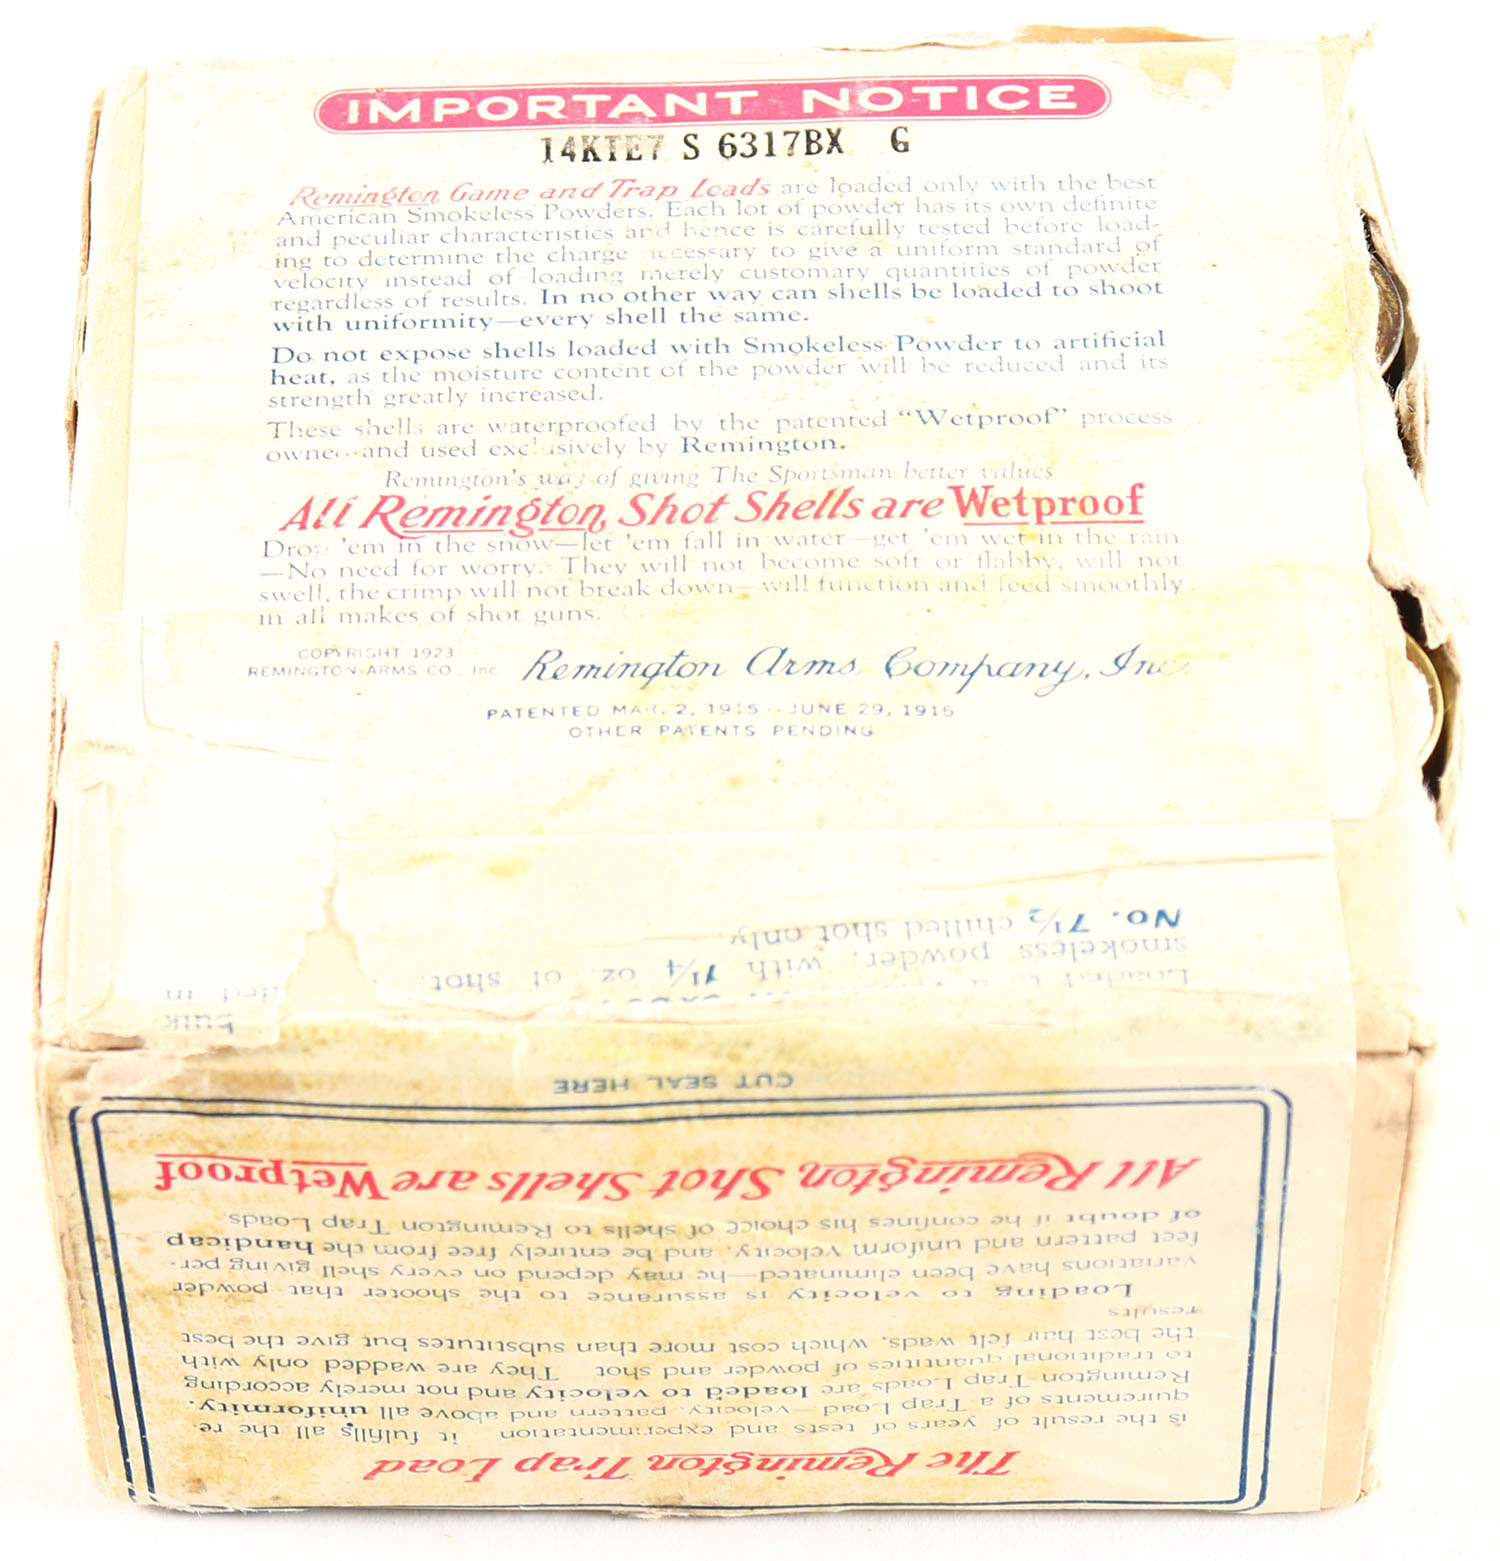 IMPORTANT NOTICE
14KTE7 S 6317BX G
Remington Game and Trap Loads are loaded only with the best
American Smokeless Powders. Each lot of powder has its own definite
and peculiar characteristics and hence is carefully tested before load-
ing to determine the charge necessary to give a uniform standard of
velocity instead of loading merely customary quantities of powder
regardless of results. In no other way can shells be loaded to shoot
with uniformity—every shell the same.
Do not expose shells loaded with Smokeless Powder to artificial
heat, as the moisture content of the powder will be reduced and its
strength greatly increased.
These shells are waterproofed by the patented "Wetproof" process
owned and used exclusively by Remington.
Remington's way of giving The Sportsman better values
All Remington Shot Shells are Wetproof
Drop 'em in the snow—let 'em fall in water—get 'em wet in the rain
—No need for worry. They will not become soft or flabby, will not
swell, the crimp will not break down—will function and feed smoothly
in all makes of shot guns.
COPYRIGHT 1923
REMINGTON ARMS CO. Inc
Remington Arms Company, Inc.
PATENTED MAR. 2, 1915 - JUNE 29, 1915
OTHER PATENTS PENDING
The Remington Trap Load
is the result of years of tests and experimentation it fulfills all the re-
quirements of a Trap Load—velocity, pattern and above all uniformity.
Remington Trap Loads are loaded to velocity and not merely according
to traditional quantities of powder and shot They are wadded only with
the best hair felt wads, which cost more than substitutes but give the best
results
Loading to velocity is assurance to the shooter that powder
variations have been eliminated—he may depend on every shell giving per-
fect pattern and uniform velocity; and be entirely free from the handicap
of doubt if he confines his choice of shells to Remington Trap Loads.
All Remington Shot Shells are Wetproof
CUT SEAL HERE
bulk
Loaded to a in
smokeless powder, with 1¼ oz. of shot.
No. 7½ chilled shot only